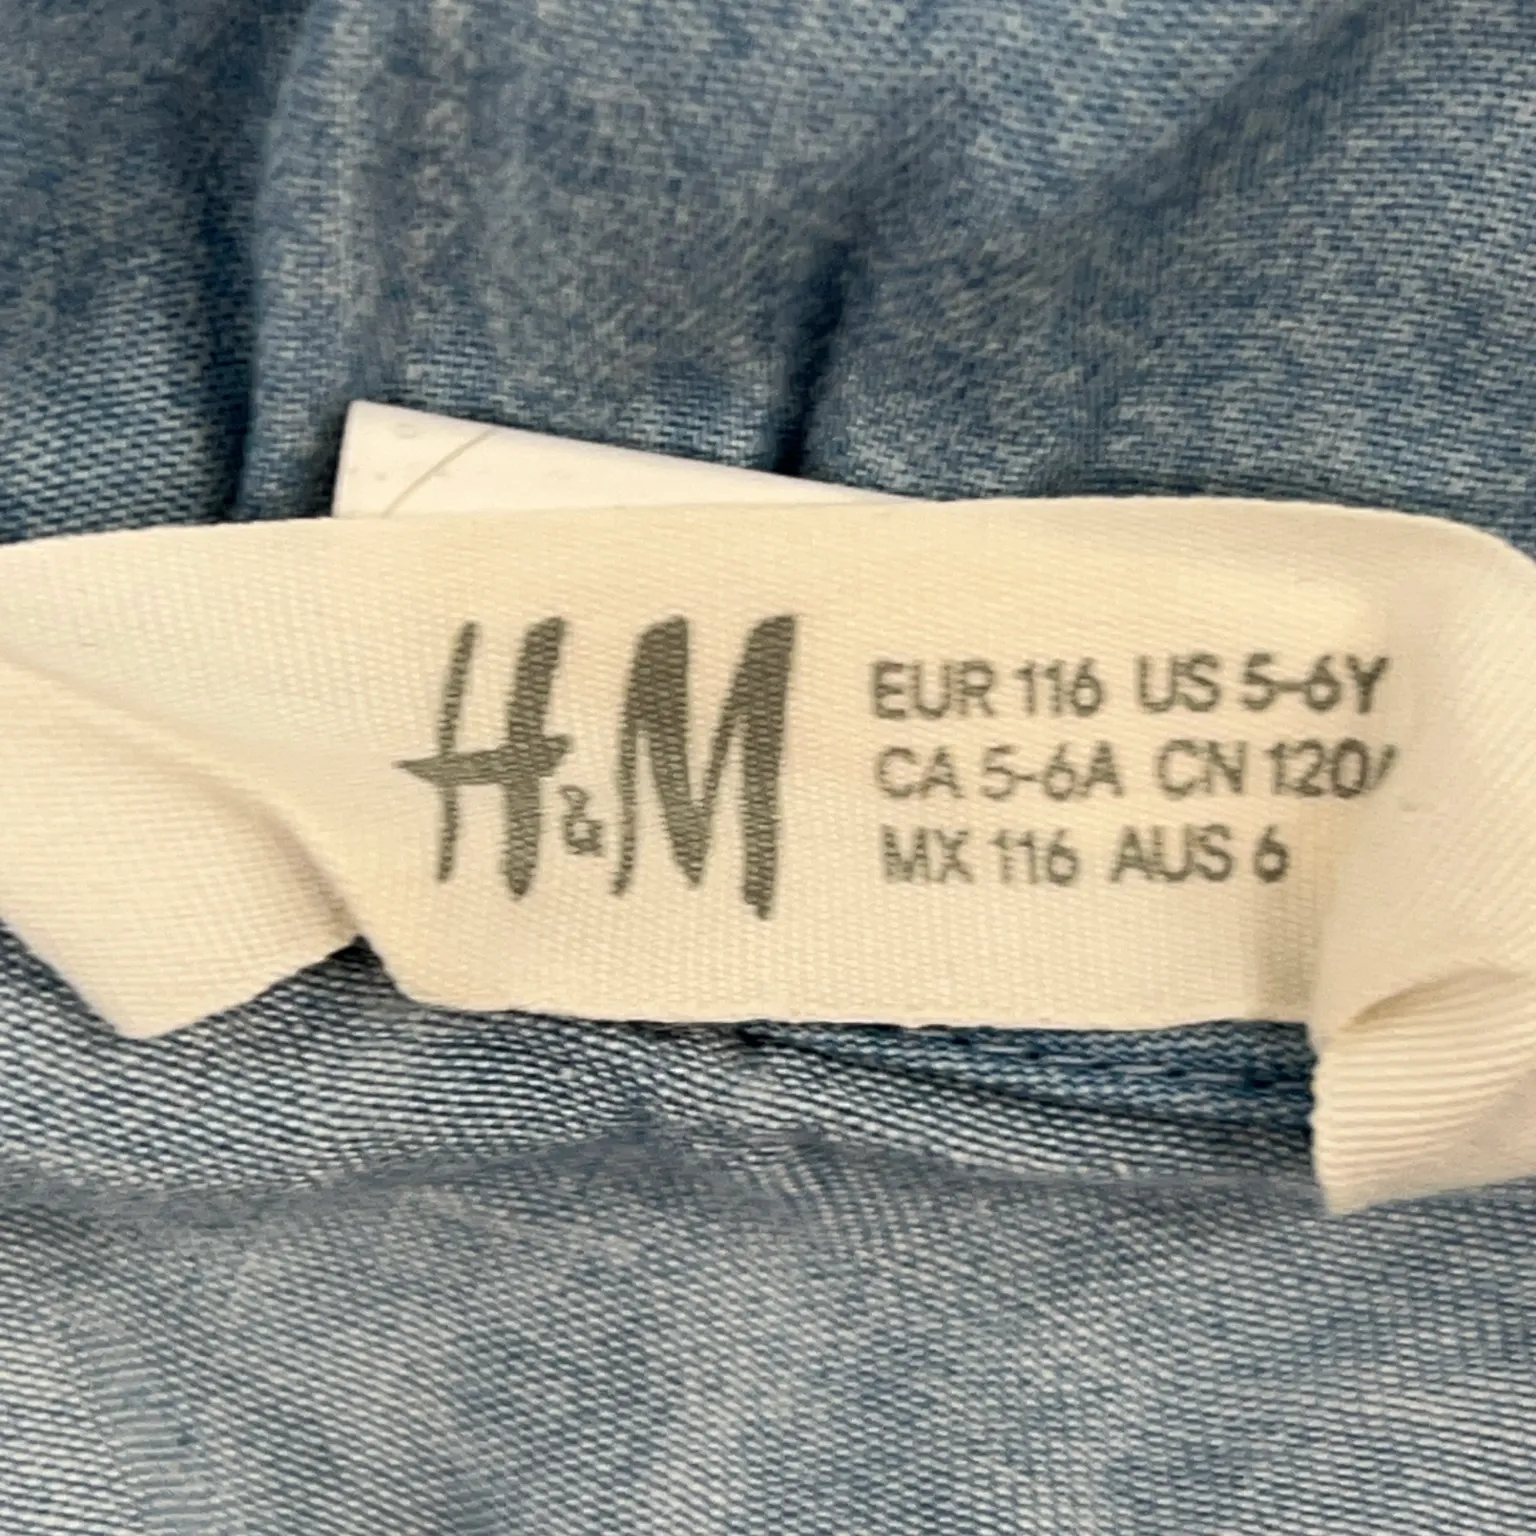 H&M
EUR 116 US 5-6Y
CA 5-6A CN 120/
MX 116 AUS 6